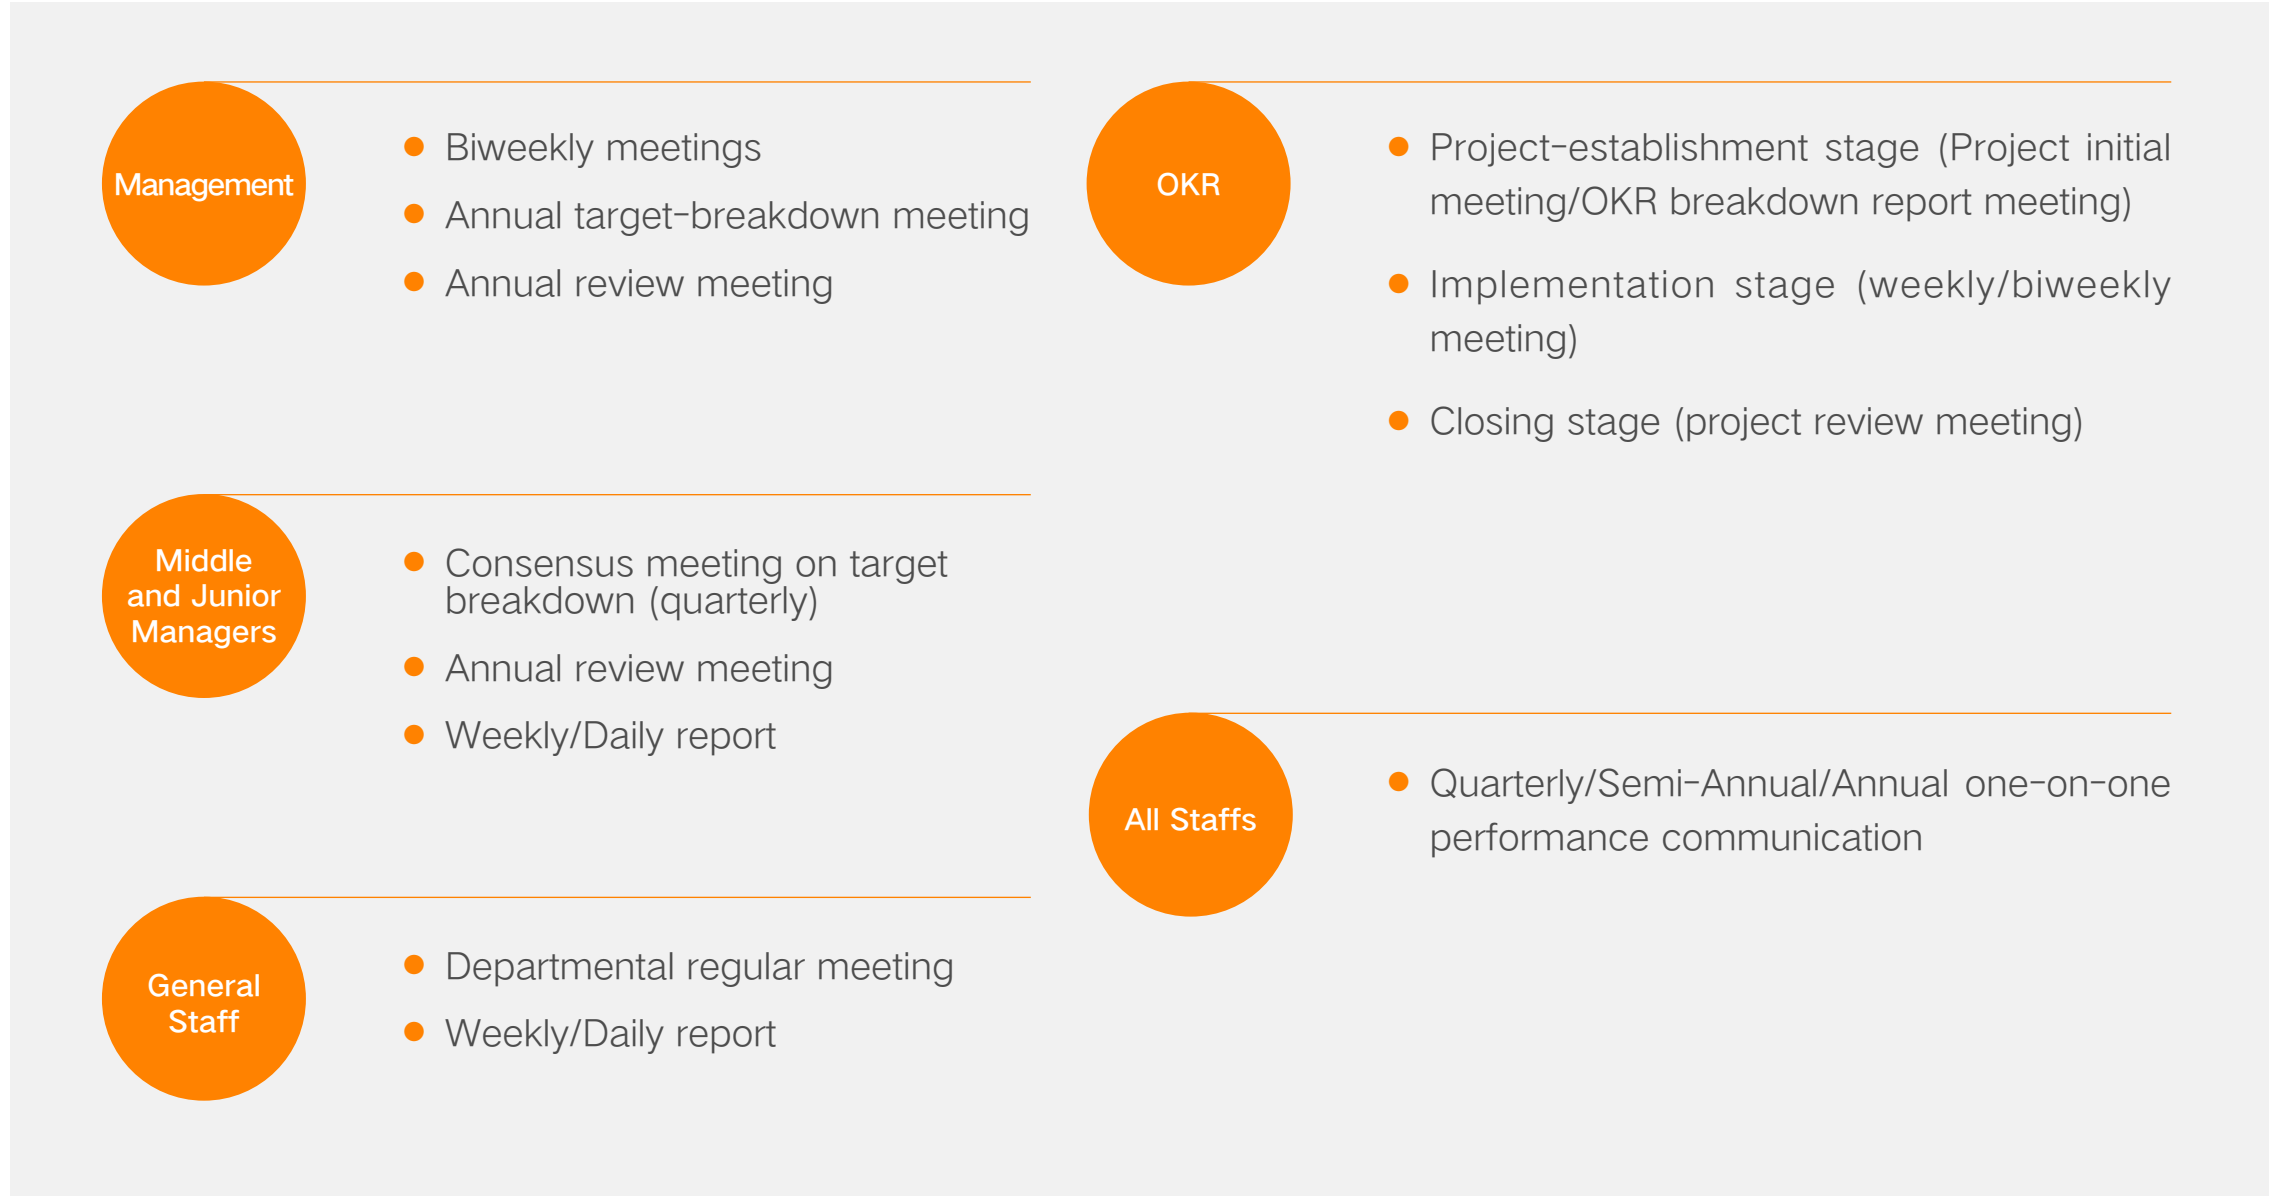 Management
Biweekly meetings
Annual target-breakdown meeting
Annual review meeting
Middle
and Junior
Managers
Consensus meeting on target
breakdown (quarterly)
Annual review meeting
Weekly/Daily report
General
Staff
Departmental regular meeting
Weekly/Daily report
OKR
Project-establishment stage (Project initial
meeting/OKR breakdown report meeting)
Implementation stage (weekly/biweekly
meeting)
Closing stage (project review meeting)
All Staffs
Quarterly/Semi-Annual/Annual one-on-one
performance communication